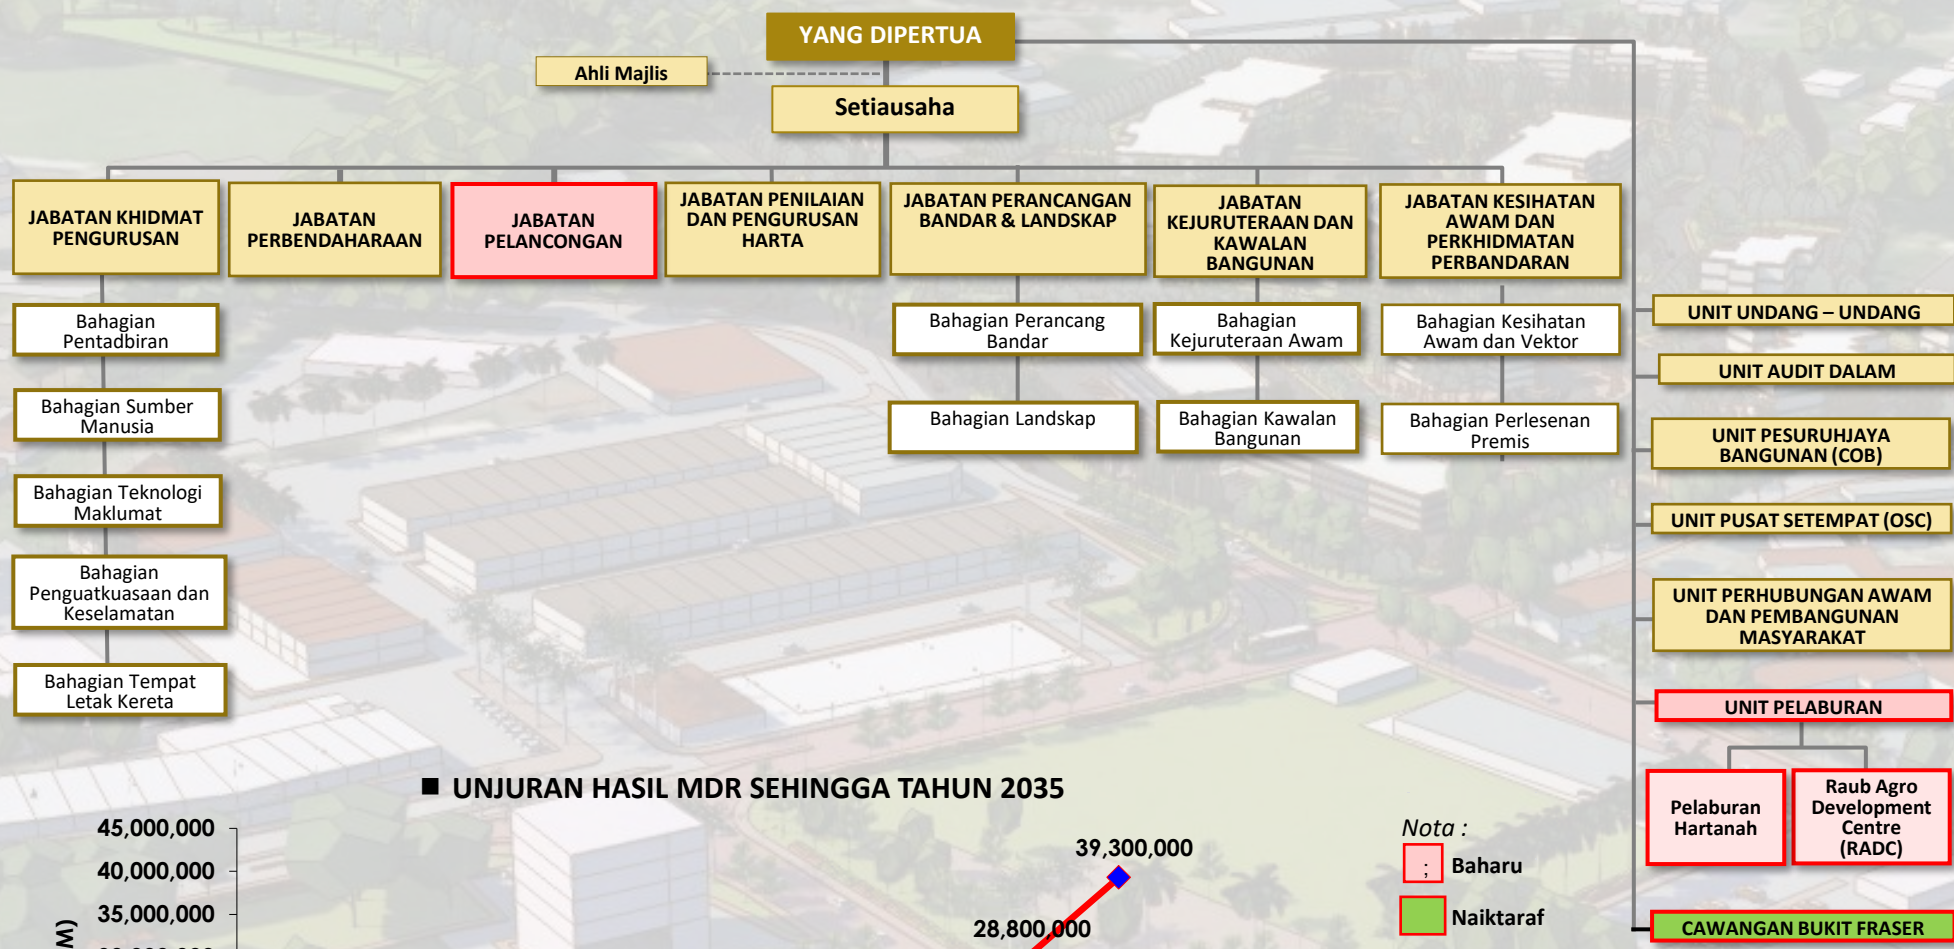 YANG DIPERTUA
Ahli Majlis
Setiausaha
JABATAN KHIDMAT
PENGURUSAN
JABATAN
PERBENDAHARAAN
JABATAN
PELANCONGAN
JABATAN PENILAIAN
DAN PENGURUSAN
HARTA
JABATAN PERANCANGAN
BANDAR & LANDSKAP
JABATAN
KEJURUTERAAN DAN
KAWALAN
BANGUNAN
JABATAN KESIHATAN
AWAM DAN
PERKHIDMATAN
PERBANDARAN
Bahagian
Pentadbiran
Bahagian Sumber
Manusia
Bahagian Teknologi
Maklumat
Bahagian
Penguatkuasaan dan
Keselamatan
Bahagian Tempat
Letak Kereta
Bahagian Perancang
Bandar
Bahagian Landskap
Bahagian
Kejuruteraan Awam
Bahagian Kawalan
Bangunan
Bahagian Kesihatan
Awam dan Vektor
Bahagian Perlesenan
Premis
UNIT UNDANG – UNDANG
UNIT AUDIT DALAM
UNIT PESURUHJAYA
BANGUNAN (COB)
UNIT PUSAT SETEMPAT (OSC)
UNIT PERHUBUNGAN AWAM
DAN PEMBANGUNAN
MASYARAKAT
UNIT PELABURAN
Pelaburan
Hartanah
Raub Agro
Development
Centre
(RADC)
CAWANGAN BUKIT FRASER
■ UNJURAN HASIL MDR SEHINGGA TAHUN 2035
45,000,000
40,000,000
35,000,000
39,300,000
28,800,000
Nota :
;
Baharu
Naiktaraf